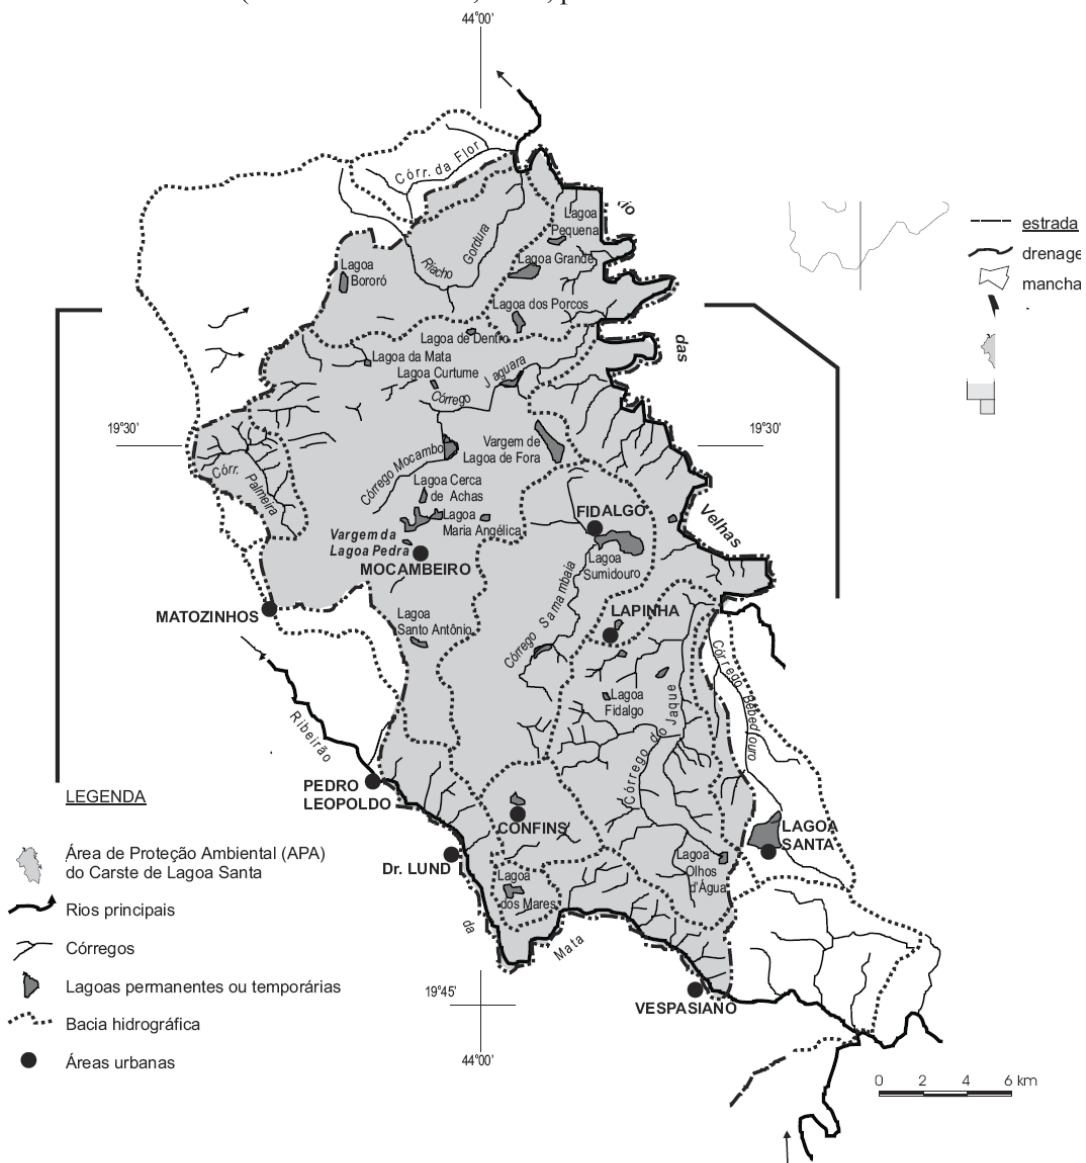 44°00'
Córr. da Flor
Lagoa
Pequena
Riacho Gordura
Lagoa Grande
Lagoa
Bororó
Lagoa dos Porcos
Lagoa de Dentro
Lagoa da Mata
Lagoa Curtume
Córrego Jaguara
das
estrada
mancha
19°30'
19°30'
Vargem de
Lagoa de Fora
Córrego Mocambo
Córr. Palmeira
Lagoa Cerca
de Achas
Lagoa
Maria Angélica
Vargem da
Lagoa Pedra
MOCAMBEIRO
FIDALGO
Velhas
Lagoa
Sumidouro
MATOZINHOS
Lagoa
Santo Antônio
Córrego Samambaia
LAPINHA
Córrego Bebedouro
Lagoa
Fidalgo
Córrego do Jaque
Ribeirão
PEDRO
LEOPOLDO
CONFINS
LAGOA
SANTA
Dr. LUND
Lagoa
dos Mares
Lagoa
Olhos
d'Água
da
Mata
VESPASIANO
19°45'
44°00'
LEGENDA
Área de Proteção Ambiental (APA)
do Carste de Lagoa Santa
Rios principais
Córregos
Lagoas permanentes ou temporárias
Bacia hidrográfica
Áreas urbanas
0 2 4 6 km